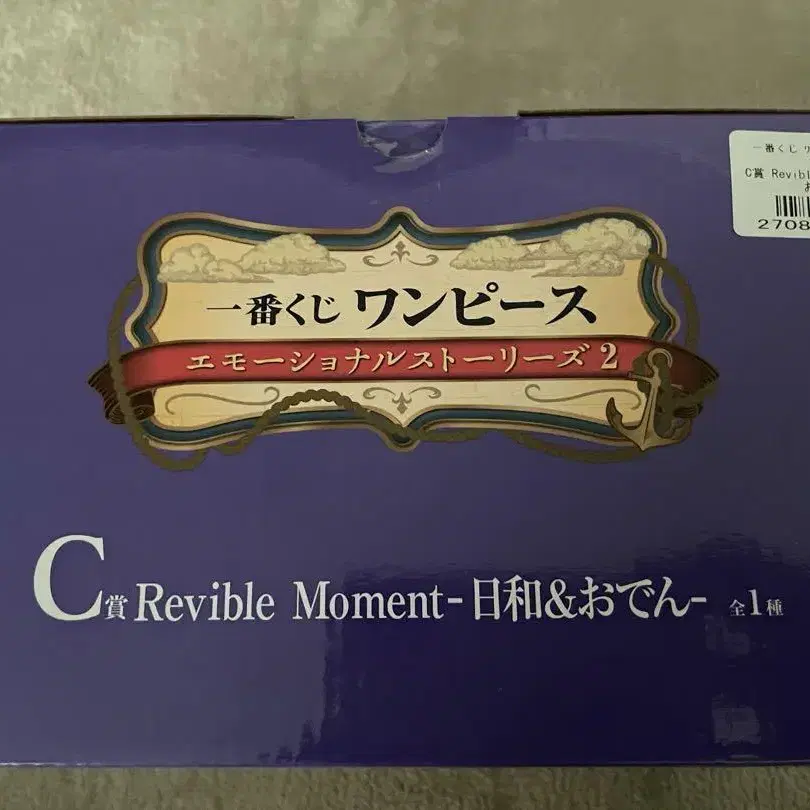 一番くじ ワンピース
エモーショナルストーリーズ 2
C賞 Revible Moment-日和&おでん- 全1種
一番くじ
C賞 Revibl
2708